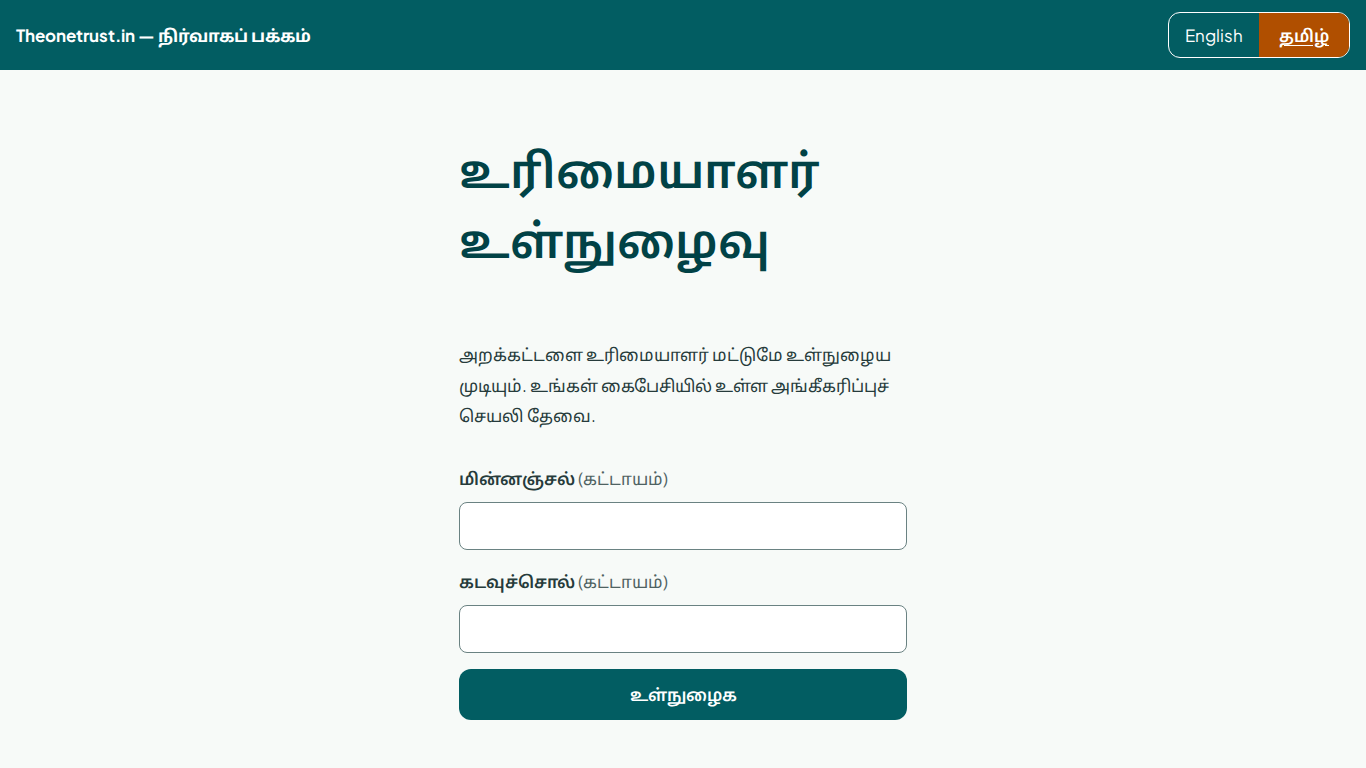 Theonetrust.in — நிர்வாகப் பக்கம்
English
தமிழ்
உரிமையாளர்
உள்நுழைவு
அறக்கட்டளை உரிமையாளர் மட்டுமே உள்நுழைய
முடியும். உங்கள் கைபேசியில் உள்ள அங்கீகரிப்புச்
செயலி தேவை.
மின்னஞ்சல் (கட்டாயம்)
கடவுச்சொல் (கட்டாயம்)
உள்நுழைக